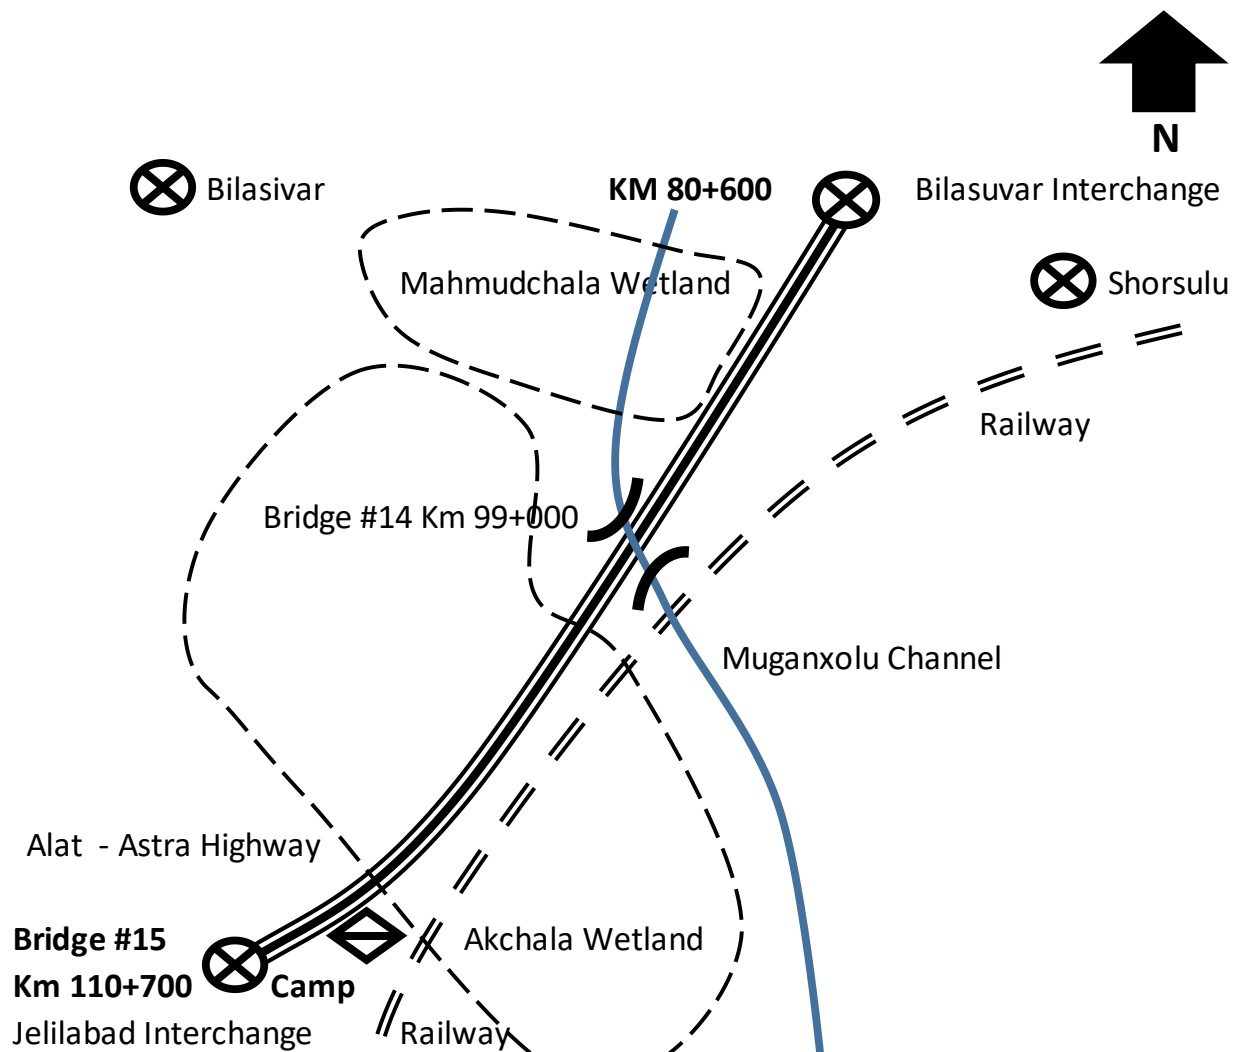 N
Bilasivar
KM 80+600
Bilasuvar Interchange
Mahmudchala Wetland
Shorsulu
Railway
Bridge #14 Km 99+000
Muganxolu Channel
Alat - Astra Highway
Bridge #15
Akchala Wetland
Km 110+700
Camp
Jelilabad Interchange
Railway